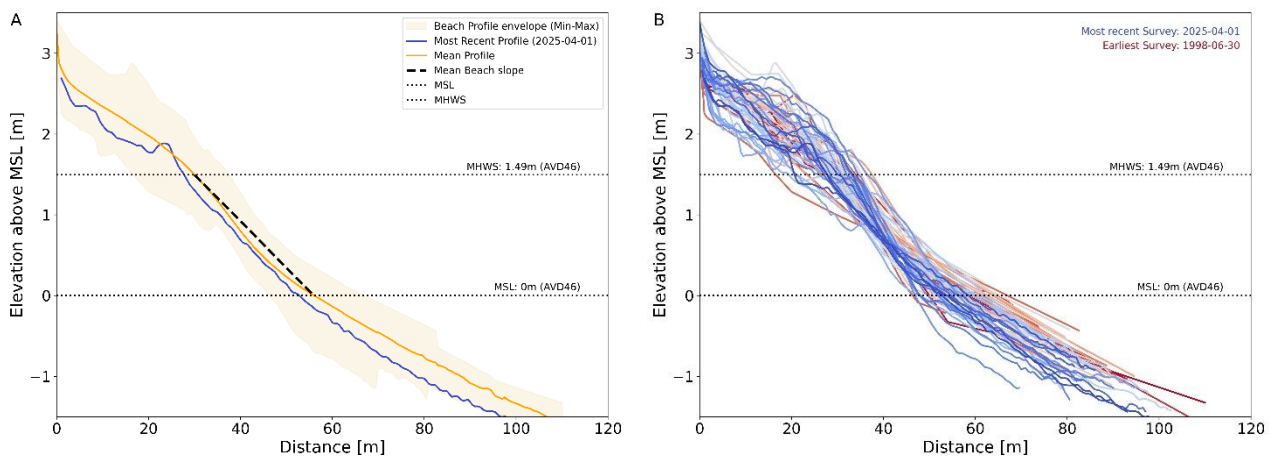 A
Beach Profile envelope (Min-Max)
Most Recent Profile (2025-04-01)
Mean Profile
Mean Beach slope
MSL
MHWS
MHWS: 1.49m (AVD46)
MSL: 0m (AVD46)
Elevation above MSL [m]
3
2
1
0
−1
0 20 40 60 80 100 120
Distance [m]
B
Most recent Survey: 2025-04-01
Earliest Survey: 1998-06-30
MHWS: 1.49m (AVD46)
MSL: 0m (AVD46)
Elevation above MSL [m]
3
2
1
0
−1
0 20 40 60 80 100 120
Distance [m]